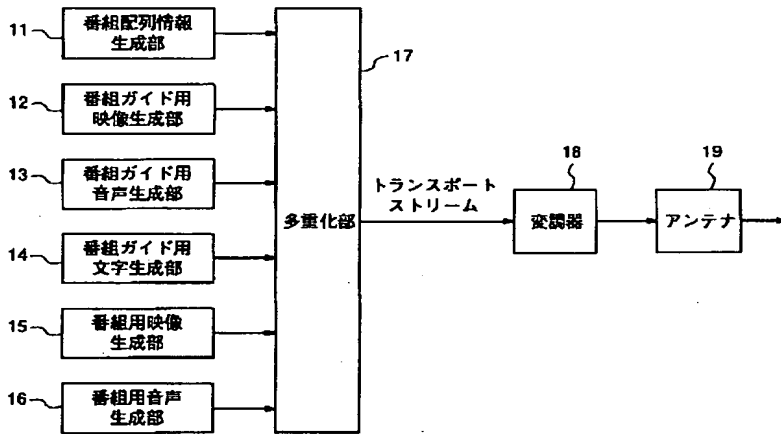 11
番組配列情報
生成部
12
番組ガイド用
映像生成部
13
番組ガイド用
音声生成部
14
番組ガイド用
文字生成部
15
番組用映像
生成部
16
番組用音声
生成部
17
多重化部
トランスポート
ストリーム
18
変調器
19
アンテナ